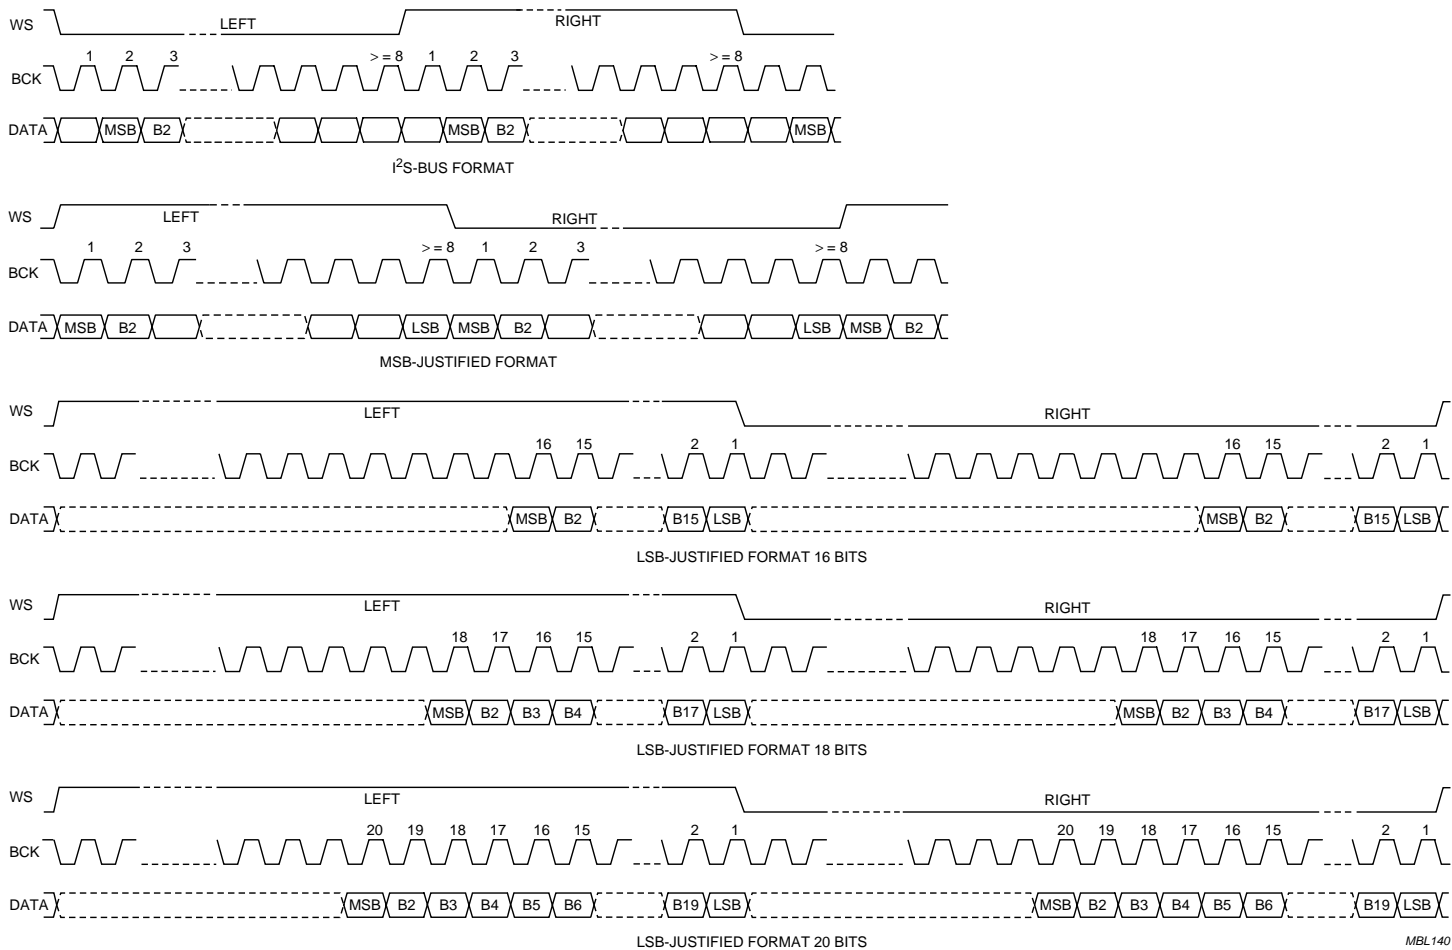 WS LEFT RIGHT
1 2 3 > = 8 1 2 3 > = 8
BCK
DATA MSB B2 MSB B2 MSB
I²S-BUS FORMAT
WS LEFT RIGHT
1 2 3 > = 8 1 2 3 > = 8
BCK
DATA MSB B2 LSB MSB B2 LSB MSB B2
MSB-JUSTIFIED FORMAT
WS LEFT RIGHT
16 15 2 1 16 15 2 1
BCK
DATA MSB B2 B15 LSB MSB B2 B15 LSB
LSB-JUSTIFIED FORMAT 16 BITS
WS LEFT RIGHT
18 17 16 15 2 1 18 17 16 15 2 1
BCK
DATA MSB B2 B3 B4 B17 LSB MSB B2 B3 B4 B17 LSB
LSB-JUSTIFIED FORMAT 18 BITS
WS LEFT RIGHT
20 19 18 17 16 15 2 1 20 19 18 17 16 15 2 1
BCK
DATA MSB B2 B3 B4 B5 B6 B19 LSB MSB B2 B3 B4 B5 B6 B19 LSB
LSB-JUSTIFIED FORMAT 20 BITS
MBL140